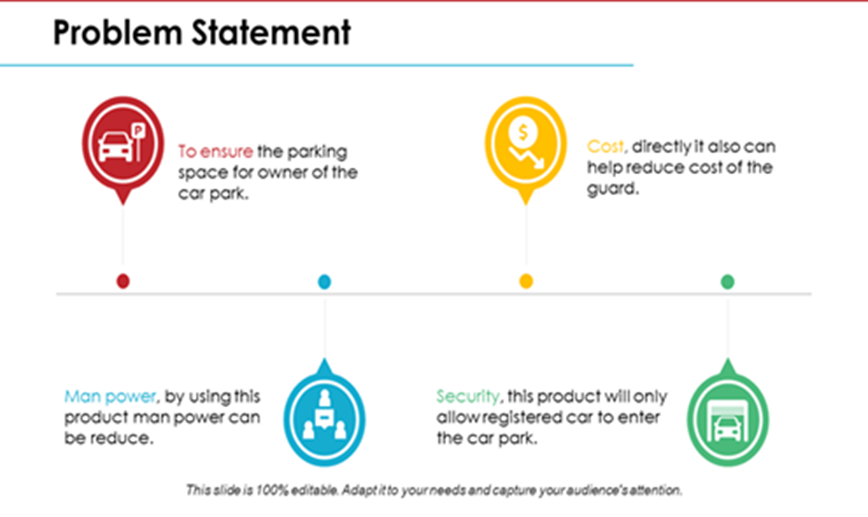 Problem Statement
P
To ensure the parking
space for owner of the
car park.
$
Cost, directly it also can
help reduce cost of the
guard.
Man power, by using this
product man power can
be reduce.
Security, this product will only
allow registered car to enter
the car park.
This slide is 100% editable. Adapt it to your needs and capture your audience's attention.